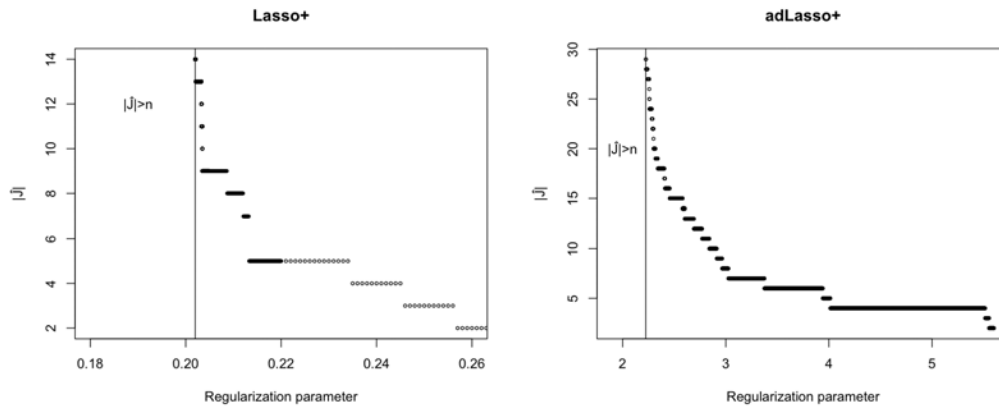 Lasso+
14
12
10
8
6
4
2
|Ĵ|
|Ĵ|>n
0.18
0.20
0.22
0.24
0.26
Regularization parameter
adLasso+
30
25
20
15
10
5
|Ĵ|
|Ĵ|>n
2
3
4
5
Regularization parameter